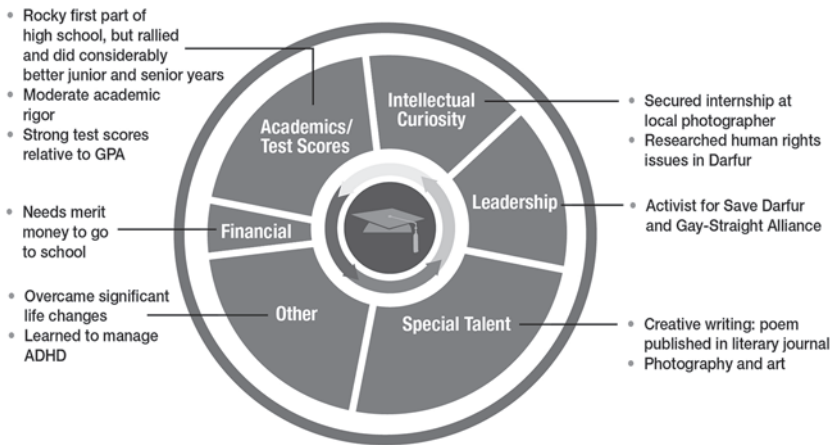 • Rocky first part of
high school, but rallied
and did considerably
better junior and senior years
• Moderate academic
rigor
• Strong test scores
relative to GPA
Academics/
Test Scores
Intellectual
Curiosity
• Secured internship at
local photographer
• Researched human rights
issues in Darfur
Leadership
• Activist for Save Darfur
and Gay-Straight Alliance
• Needs merit
money to go
to school
Financial
• Overcame significant
life changes
• Learned to manage
ADHD
Other
Special Talent
• Creative writing: poem
published in literary journal
• Photography and art